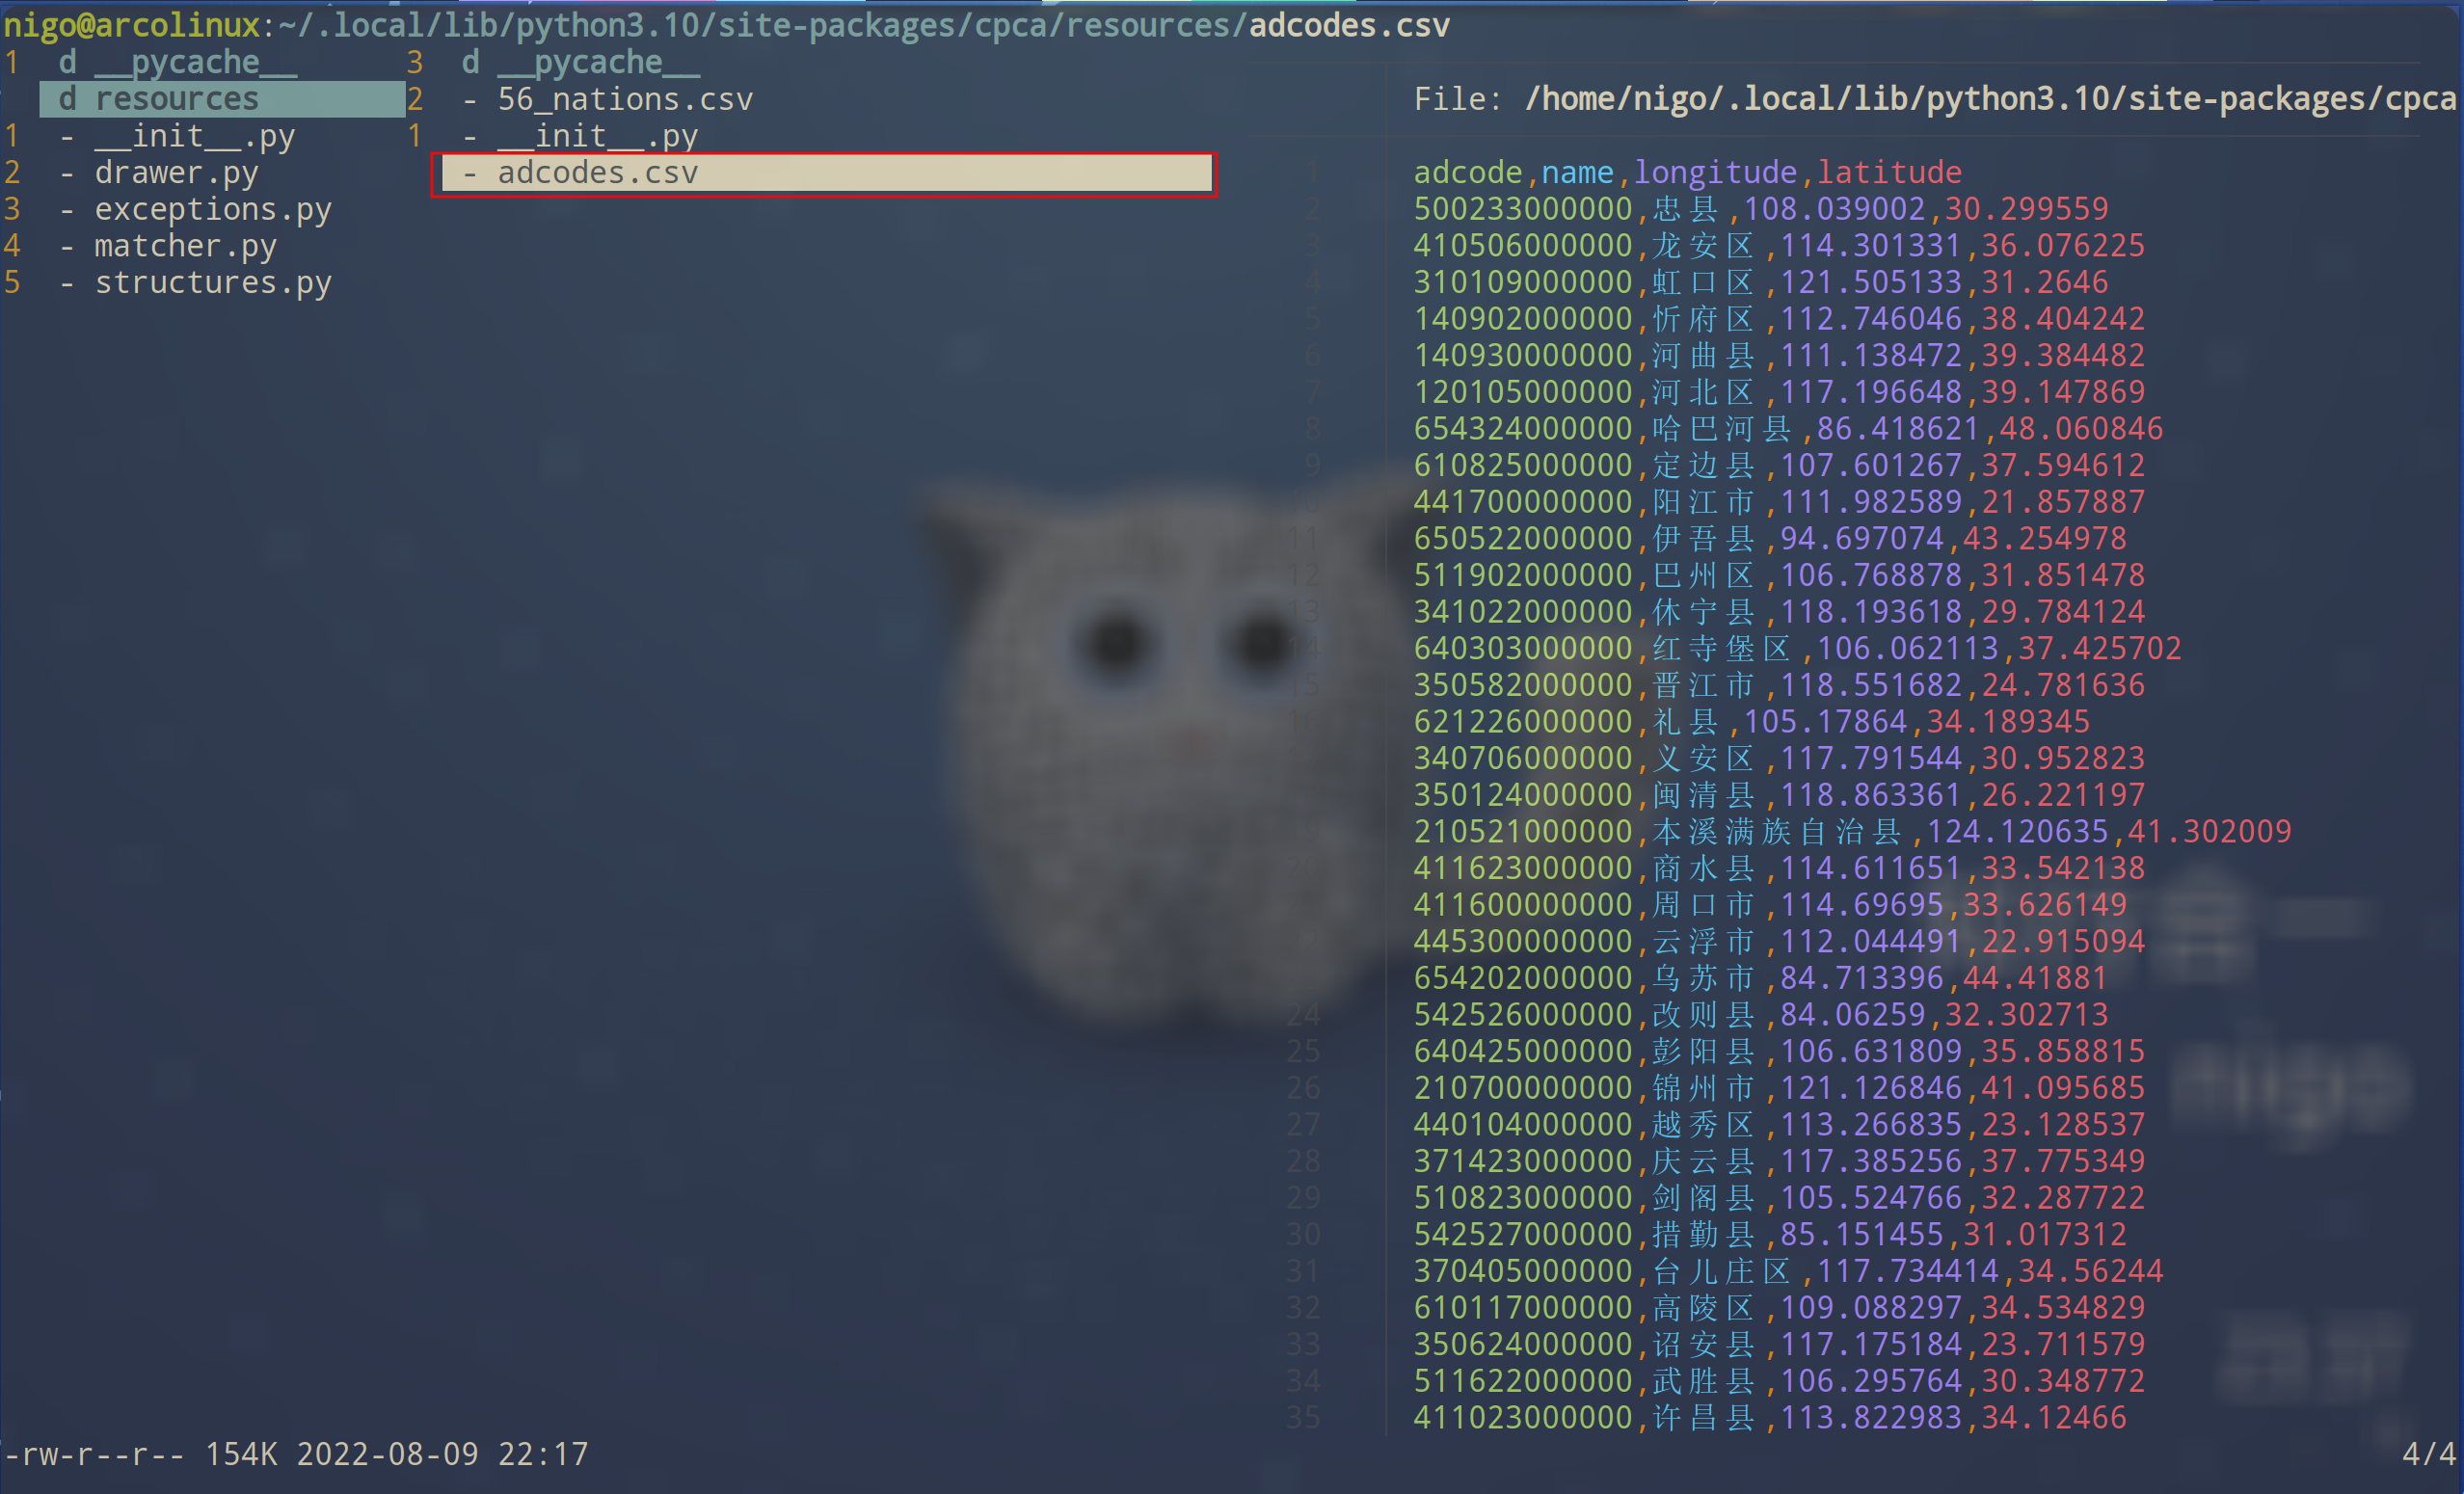 nigo@arcolinux:~/.local/lib/python3.10/site-packages/cpca/resources/adcodes.csv
1 d __pycache__
d resources
1 - __init__.py
2 - drawer.py
3 - exceptions.py
4 - matcher.py
5 - structures.py
3 d __pycache__
2 - 56_nations.csv
1 - __init__.py
- adcodes.csv
File: /home/nigo/.local/lib/python3.10/site-packages/cpca
1 adcode,name,longitude,latitude
2 500233000000,忠县,108.039002,30.299559
3 410506000000,龙安区,114.301331,36.076225
4 310109000000,虹口区,121.505133,31.2646
5 140902000000,忻府区,112.746046,38.404242
6 140930000000,河曲县,111.138472,39.384482
7 120105000000,河北区,117.196648,39.147869
8 654324000000,哈巴河县,86.418621,48.060846
9 610825000000,定边县,107.601267,37.594612
10 441700000000,阳江市,111.982589,21.857887
11 650522000000,伊吾县,94.697074,43.254978
12 511902000000,巴州区,106.768878,31.851478
13 341022000000,休宁县,118.193618,29.784124
14 640303000000,红寺堡区,106.062113,37.425702
15 350582000000,晋江市,118.551682,24.781636
16 621226000000,礼县,105.17864,34.189345
340706000000,义安区,117.791544,30.952823
350124000000,闽清县,118.863361,26.221197
210521000000,本溪满族自治县,124.120635,41.302009
411623000000,商水县,114.611651,33.542138
411600000000,周口市,114.69695,33.626149
445300000000,云浮市,112.044491,22.915094
654202000000,乌苏市,84.713396,44.41881
24 542526000000,改则县,84.06259,32.302713
25 640425000000,彭阳县,106.631809,35.858815
26 210700000000,锦州市,121.126846,41.095685
27 440104000000,越秀区,113.266835,23.128537
28 371423000000,庆云县,117.385256,37.775349
29 510823000000,剑阁县,105.524766,32.287722
30 542527000000,措勤县,85.151455,31.017312
31 370405000000,台儿庄区,117.734414,34.56244
32 610117000000,高陵区,109.088297,34.534829
33 350624000000,诏安县,117.175184,23.711579
34 511622000000,武胜县,106.295764,30.348772
35 411023000000,许昌县,113.822983,34.12466
-rw-r--r-- 154K 2022-08-09 22:17
4/4